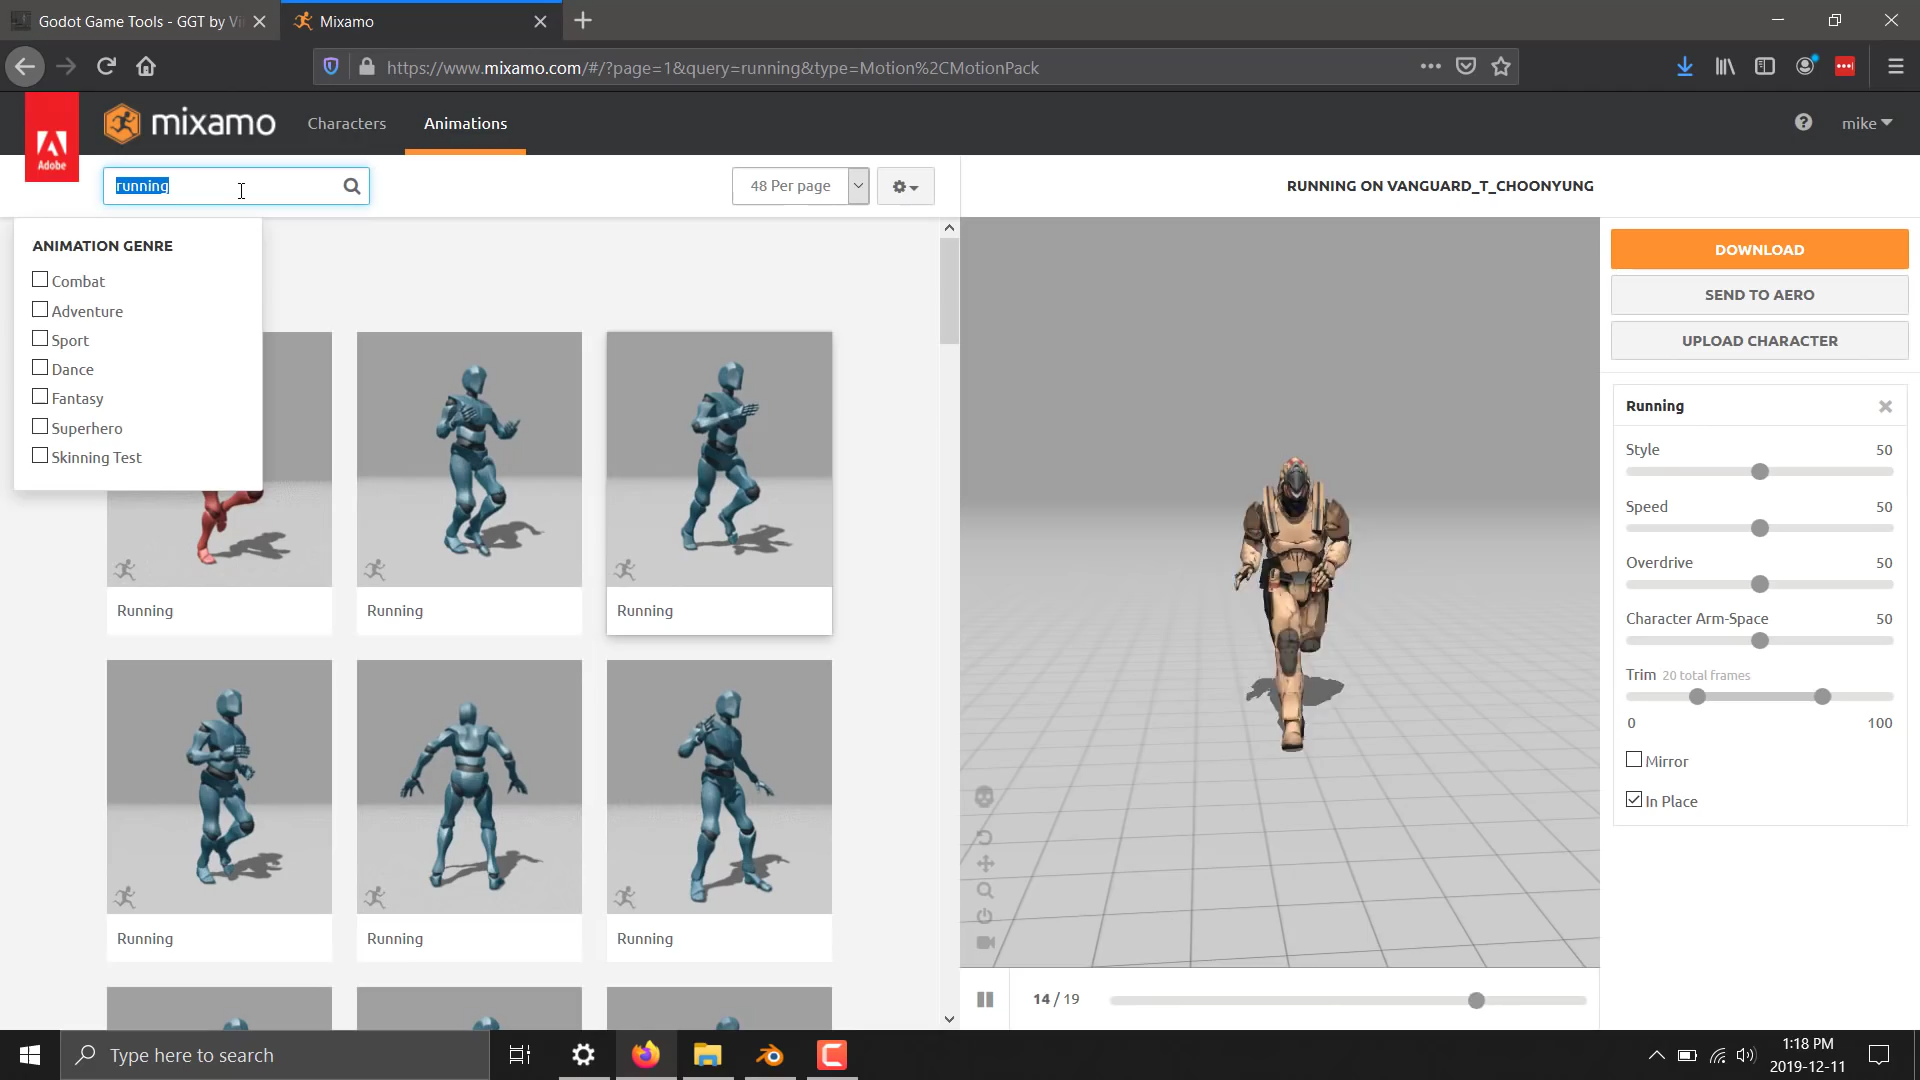 Godot Game Tools - GGT by Vi
Mixamo
https://www.mixamo.com/#/?page=1&query=running&type=Motion%2CMotionPack
Adobe
mixamo
Characters
Animations
mike
running
48 Per page
RUNNING ON VANGUARD_T_CHOONYUNG
ANIMATION GENRE
Combat
Adventure
Sport
Dance
Fantasy
Superhero
Skinning Test
Running
Running
Running
Running
Running
Running
DOWNLOAD
SEND TO AERO
UPLOAD CHARACTER
Running
Style 50
Speed 50
Overdrive 50
Character Arm-Space 50
Trim 20 total frames
0 100
Mirror
In Place
14 / 19
Type here to search
1:18 PM
2019-12-11